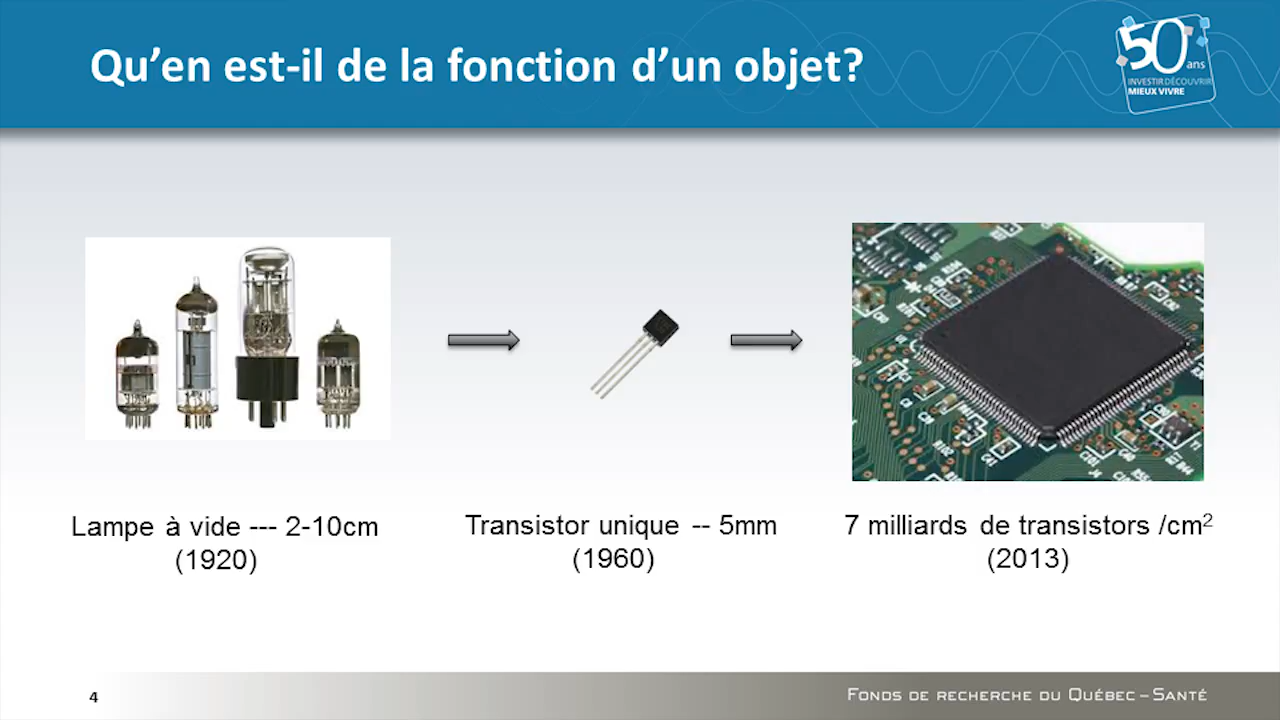 Qu’en est-il de la fonction d’un objet?
50 ans
INVESTIR DÉCOUVRIR
MIEUX VIVRE
Lampe à vide --- 2-10cm
(1920)
Transistor unique -- 5mm
(1960)
7 milliards de transistors /cm²
(2013)
4
FONDS DE RECHERCHE DU QUÉBEC – SANTÉ